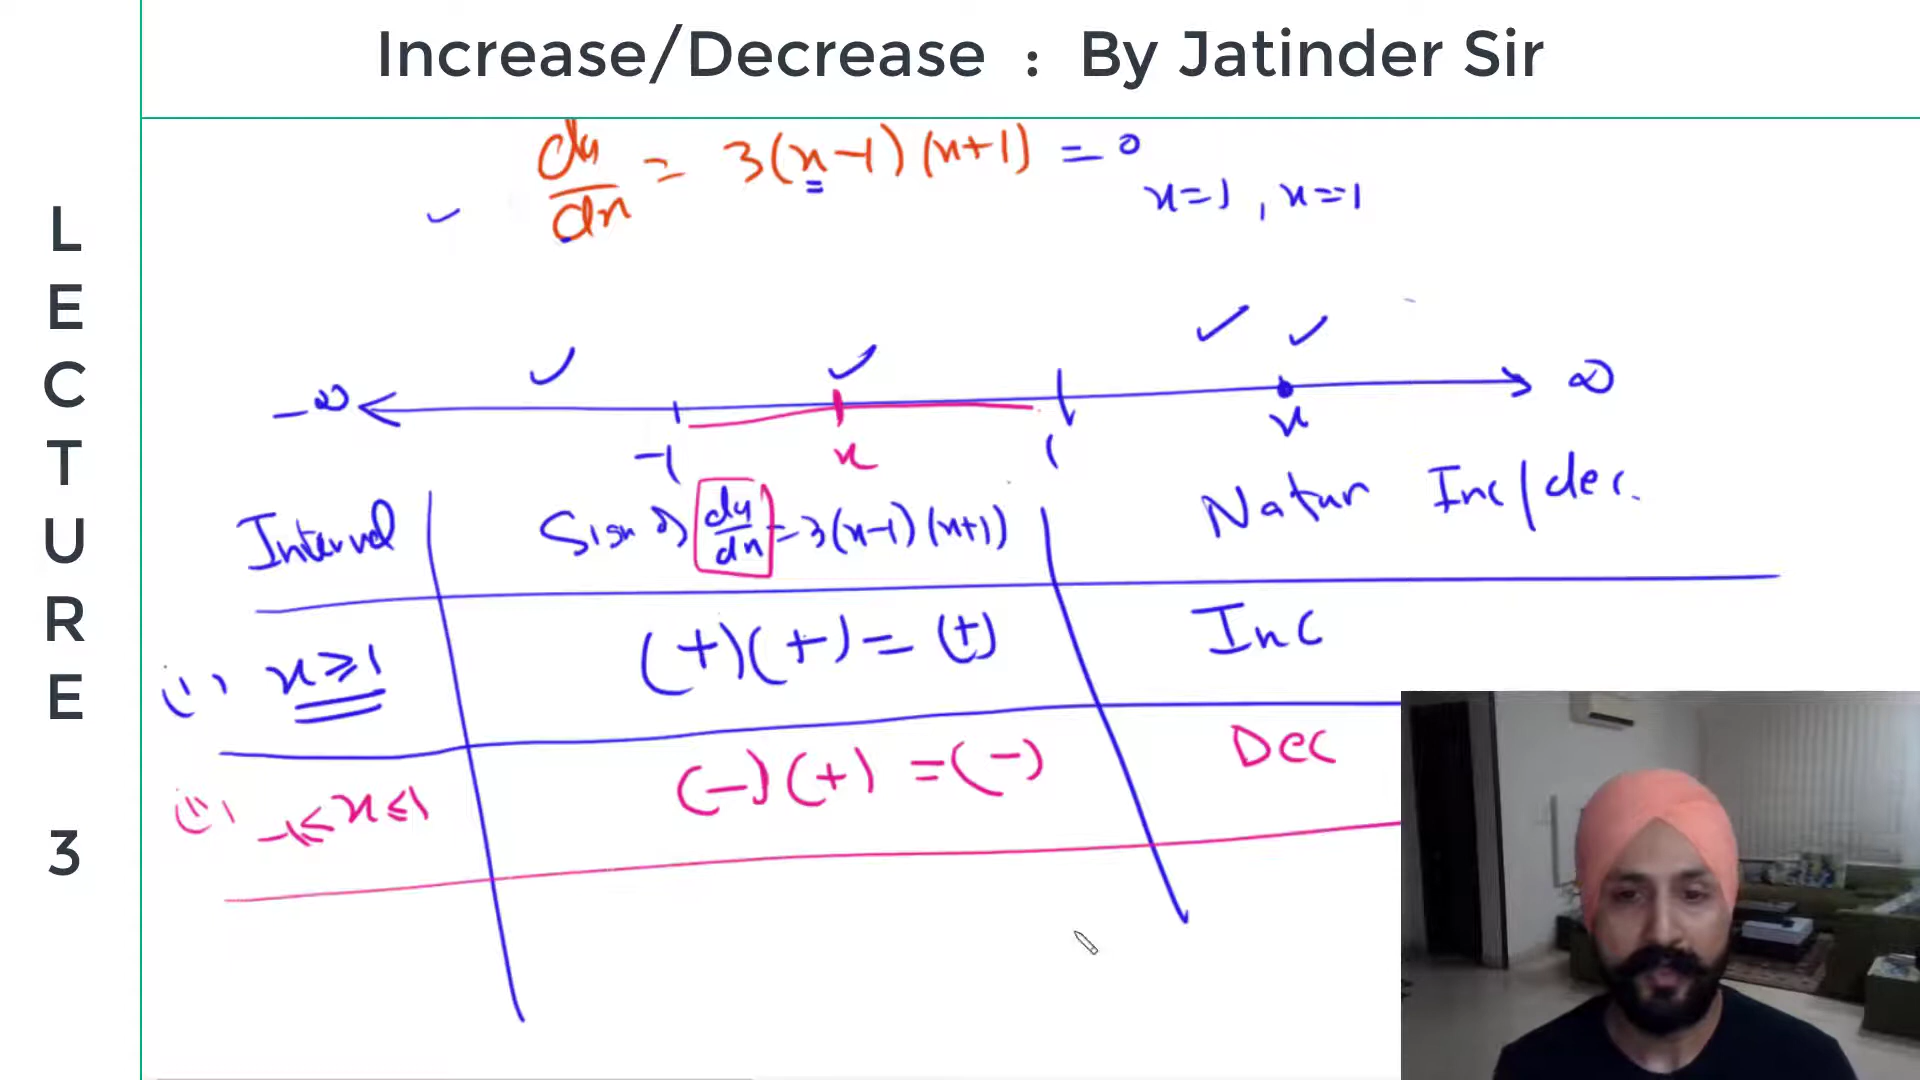 Increase/Decrease : By Jatinder Sir
LECTURE 3
dy/dx = 3(x-1)(x+1) = 0
x=1, x=-1
-∞ ∞
-1 x 1 x
Interval Sign of dy/dx = 3(x-1)(x+1) Natur Inc/dec.
(i) x≥1 (+)(+) = (+) Inc
(ii) -1≤x≤1 (-)(+) = (-) Dec